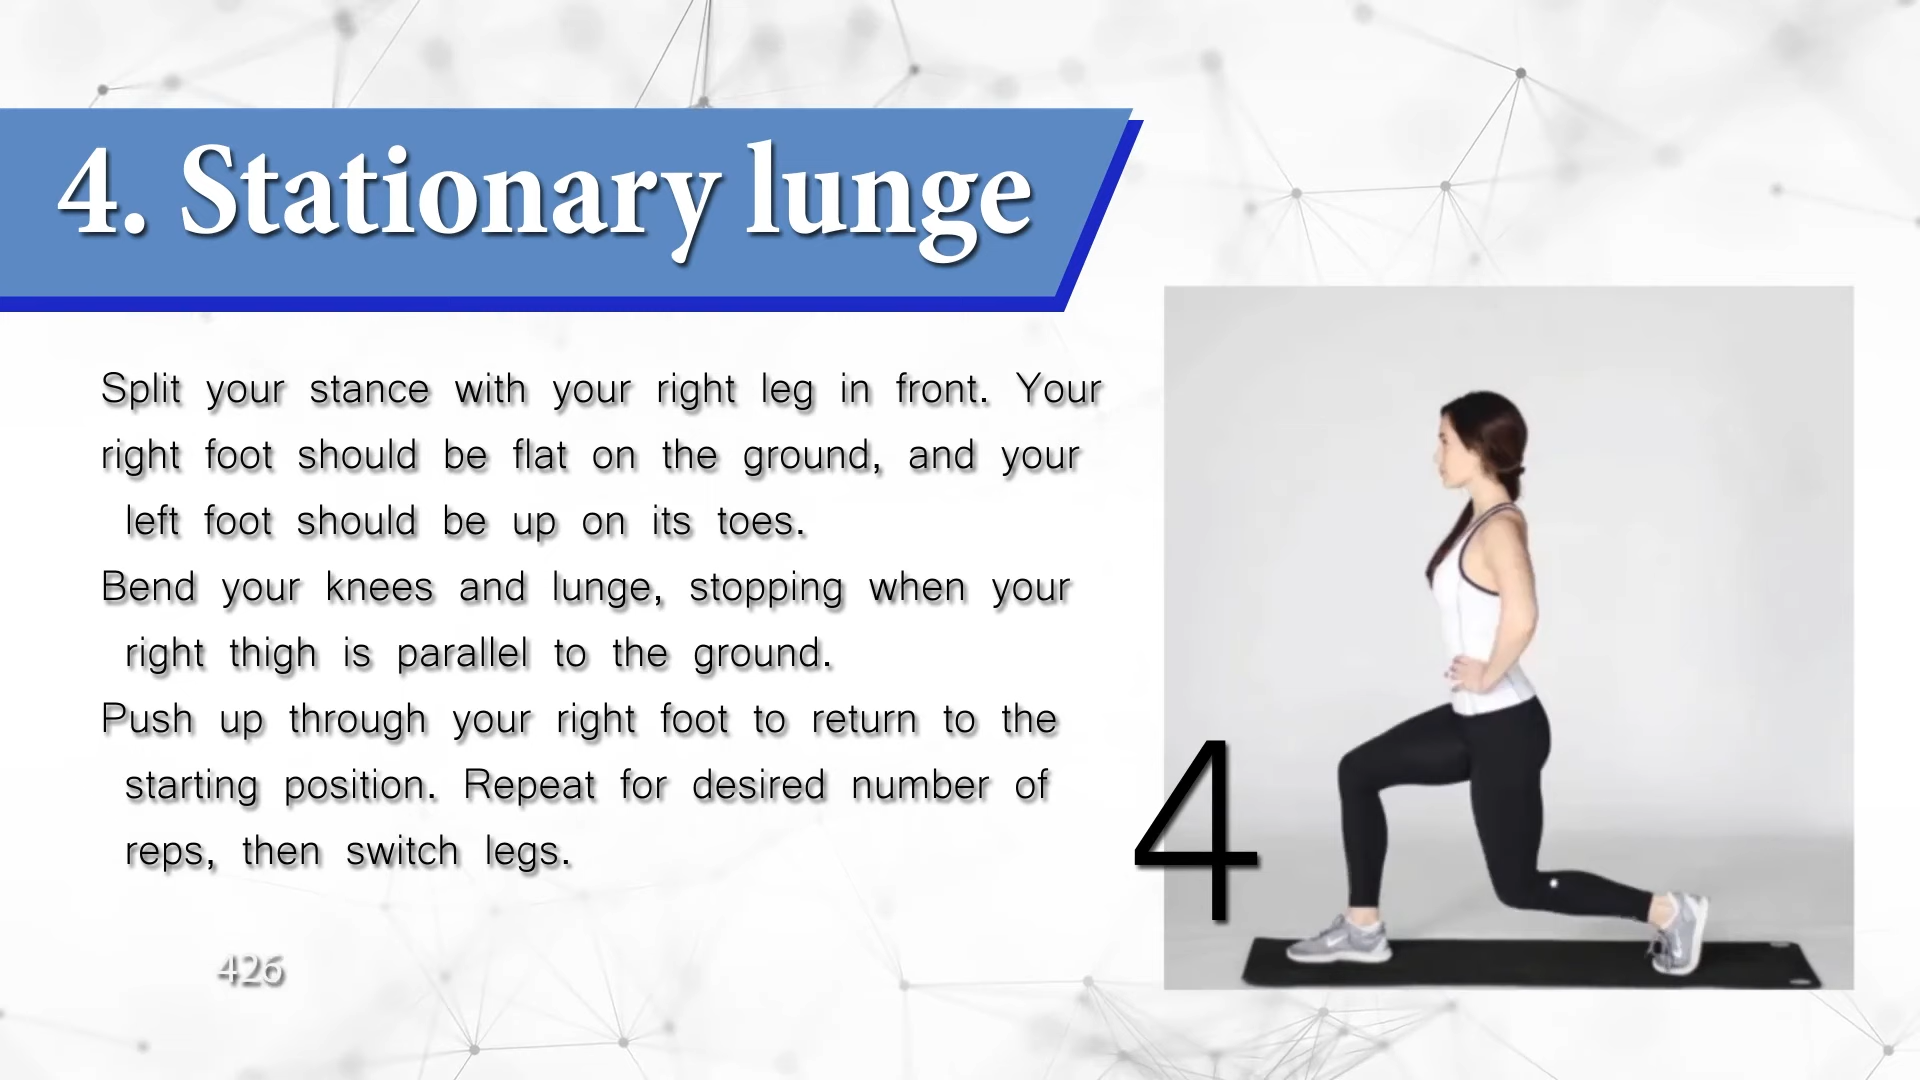 4. Stationary lunge
Split your stance with your right leg in front. Your
right foot should be flat on the ground, and your
left foot should be up on its toes.
Bend your knees and lunge, stopping when your
right thigh is parallel to the ground.
Push up through your right foot to return to the
starting position. Repeat for desired number of
reps, then switch legs.
4
426